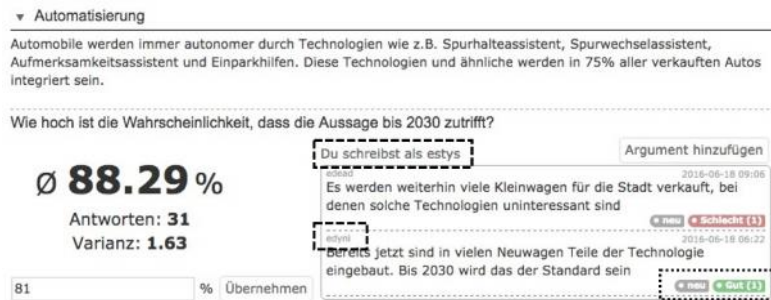 Automatisierung
Automobile werden immer autonomer durch Technologien wie z.B. Spurhalteassistent, Spurwechselassistent,
Aufmerksamkeitsassistent und Einparkhilfen. Diese Technologien und ähnliche werden in 75% aller verkauften Autos
integriert sein.
Wie hoch ist die Wahrscheinlichkeit, dass die Aussage bis 2030 zutrifft?
Ø 88.29 %
Antworten: 31
Varianz: 1.63
81 % Übernehmen
Du schreibst als estys
Argument hinzufügen
edead 2016-06-18 09:06
Es werden weiterhin viele Kleinwagen für die Stadt verkauft, bei
denen solche Technologien uninteressant sind
neu Schlecht (1)
edyni 2016-06-18 06:22
Bereits jetzt sind in vielen Neuwagen Teile der Technologie
eingebaut. Bis 2030 wird das der Standard sein
neu Gut (1)